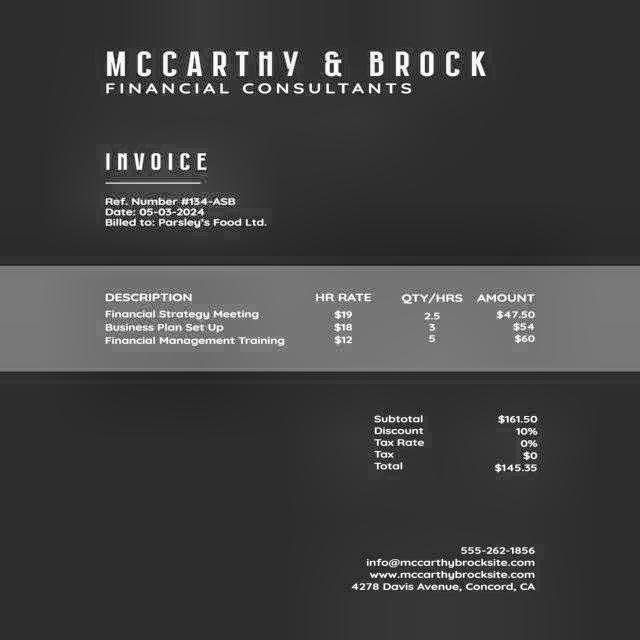 MCCARTHY & BROCK
FINANCIAL CONSULTANTS
INVOICE
Ref. Number #134-ASB
Date: 05-03-2024
Billed to: Parsley's Food Ltd.
DESCRIPTION HR RATE QTY/HRS AMOUNT
Financial Strategy Meeting $19 2.5 $47.50
Business Plan Set Up $18 3 $54
Financial Management Training $12 5 $60
Subtotal $161.50
Discount 10%
Tax Rate 0%
Tax $0
Total $145.35
555-262-1856
info@mccarthybrocksite.com
www.mccarthybrocksite.com
4278 Davis Avenue, Concord, CA